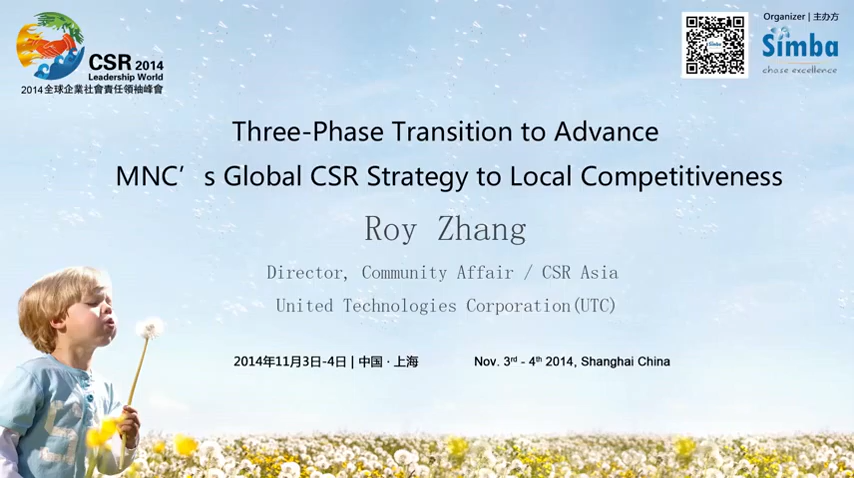 CSR 2014
Leadership World
2014全球企業社會責任領袖峰會
Organizer | 主办方
Simba
chase excellence
Three-Phase Transition to Advance
MNC's Global CSR Strategy to Local Competitiveness
Roy Zhang
Director, Community Affair / CSR Asia
United Technologies Corporation(UTC)
2014年11月3日-4日 | 中国 · 上海
Nov. 3rd - 4th 2014, Shanghai China